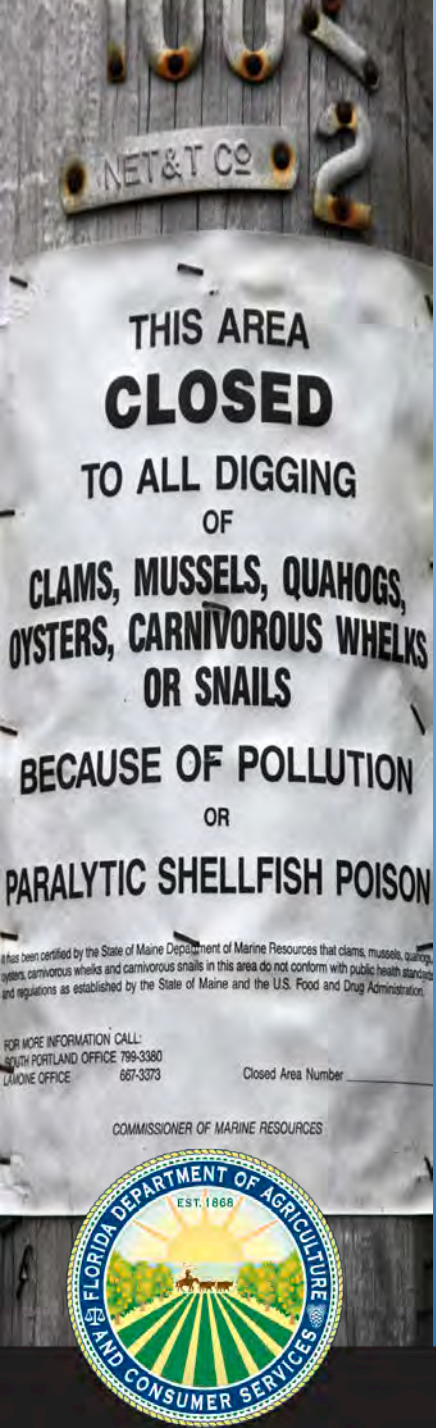 100%
2
NET&T Cº
THIS AREA
CLOSED
TO ALL DIGGING
OF
CLAMS, MUSSELS, QUAHOGS,
OYSTERS, CARNIVOROUS WHELKS
OR SNAILS
BECAUSE OF POLLUTION
OR
PARALYTIC SHELLFISH POISON
It has been certified by the State of Maine Department of Marine Resources that clams, mussels, quahogs,
oysters, carnivorous whelks and carnivorous snails in this area do not conform with public health standards
and regulations as established by the State of Maine and the U.S. Food and Drug Administration.
FOR MORE INFORMATION CALL:
SOUTH PORTLAND OFFICE 799-3380
LAMOINE OFFICE 667-3373
Closed Area Number
COMMISSIONER OF MARINE RESOURCES
FLORIDA DEPARTMENT OF AGRICULTURE
AND CONSUMER SERVICES
EST. 1868